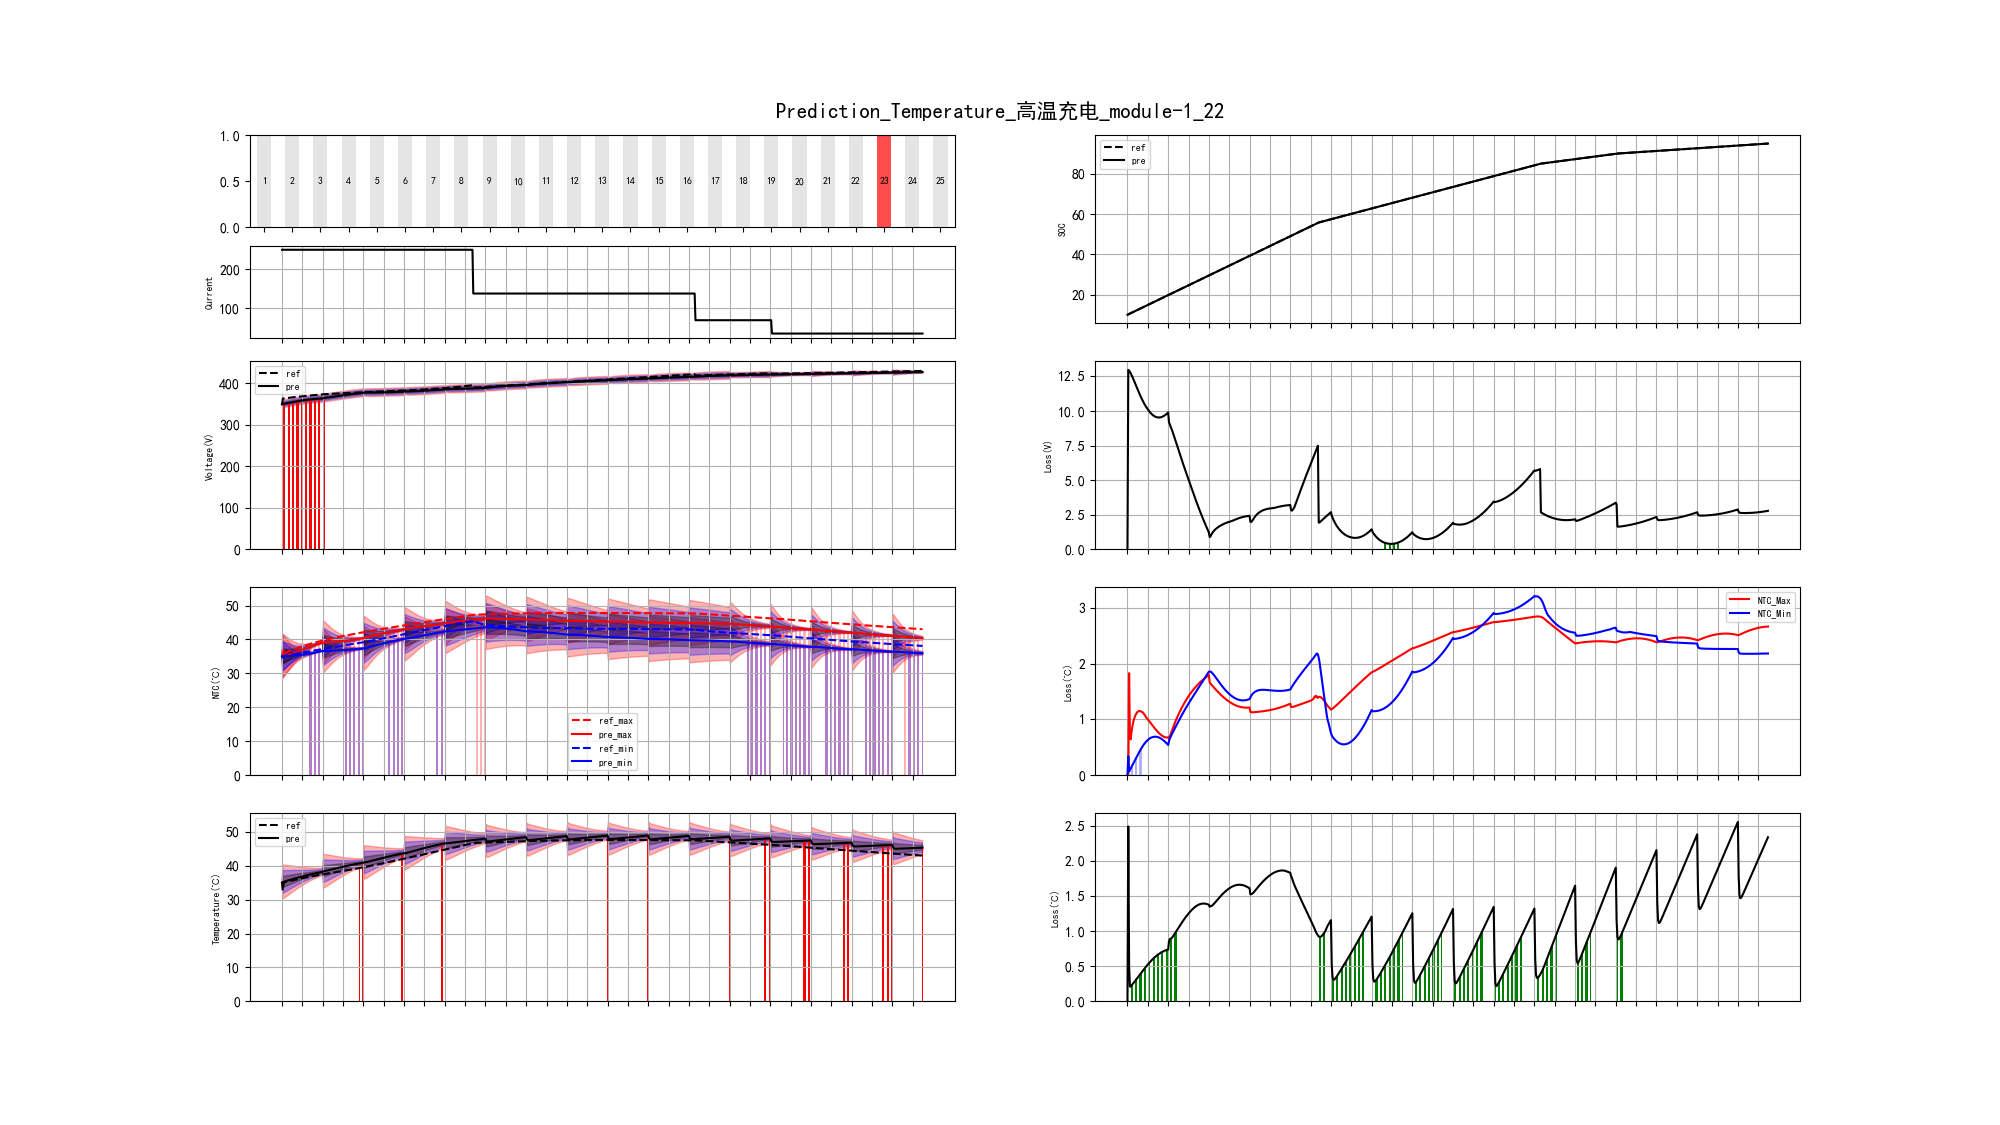 Prediction_Temperature_高温充电_module-1_22
1.0
0.5
0.0
1 2 3 4 5 6 7 8 9 10 11 12 13 14 15 16 17 18 19 20 21 22 23 24 25
Current
200
100
Voltage(V)
400
300
200
100
0
ref
pre
NTC(℃)
50
40
30
20
10
0
ref_max
pre_max
ref_min
pre_min
Temperature(℃)
50
40
30
20
10
0
ref
pre
SOC
80
60
40
20
ref
pre
Loss(V)
12.5
10.0
7.5
5.0
2.5
0.0
Loss(℃)
3
2
1
0
NTC_Max
NTC_Min
Loss(℃)
2.5
2.0
1.5
1.0
0.5
0.0